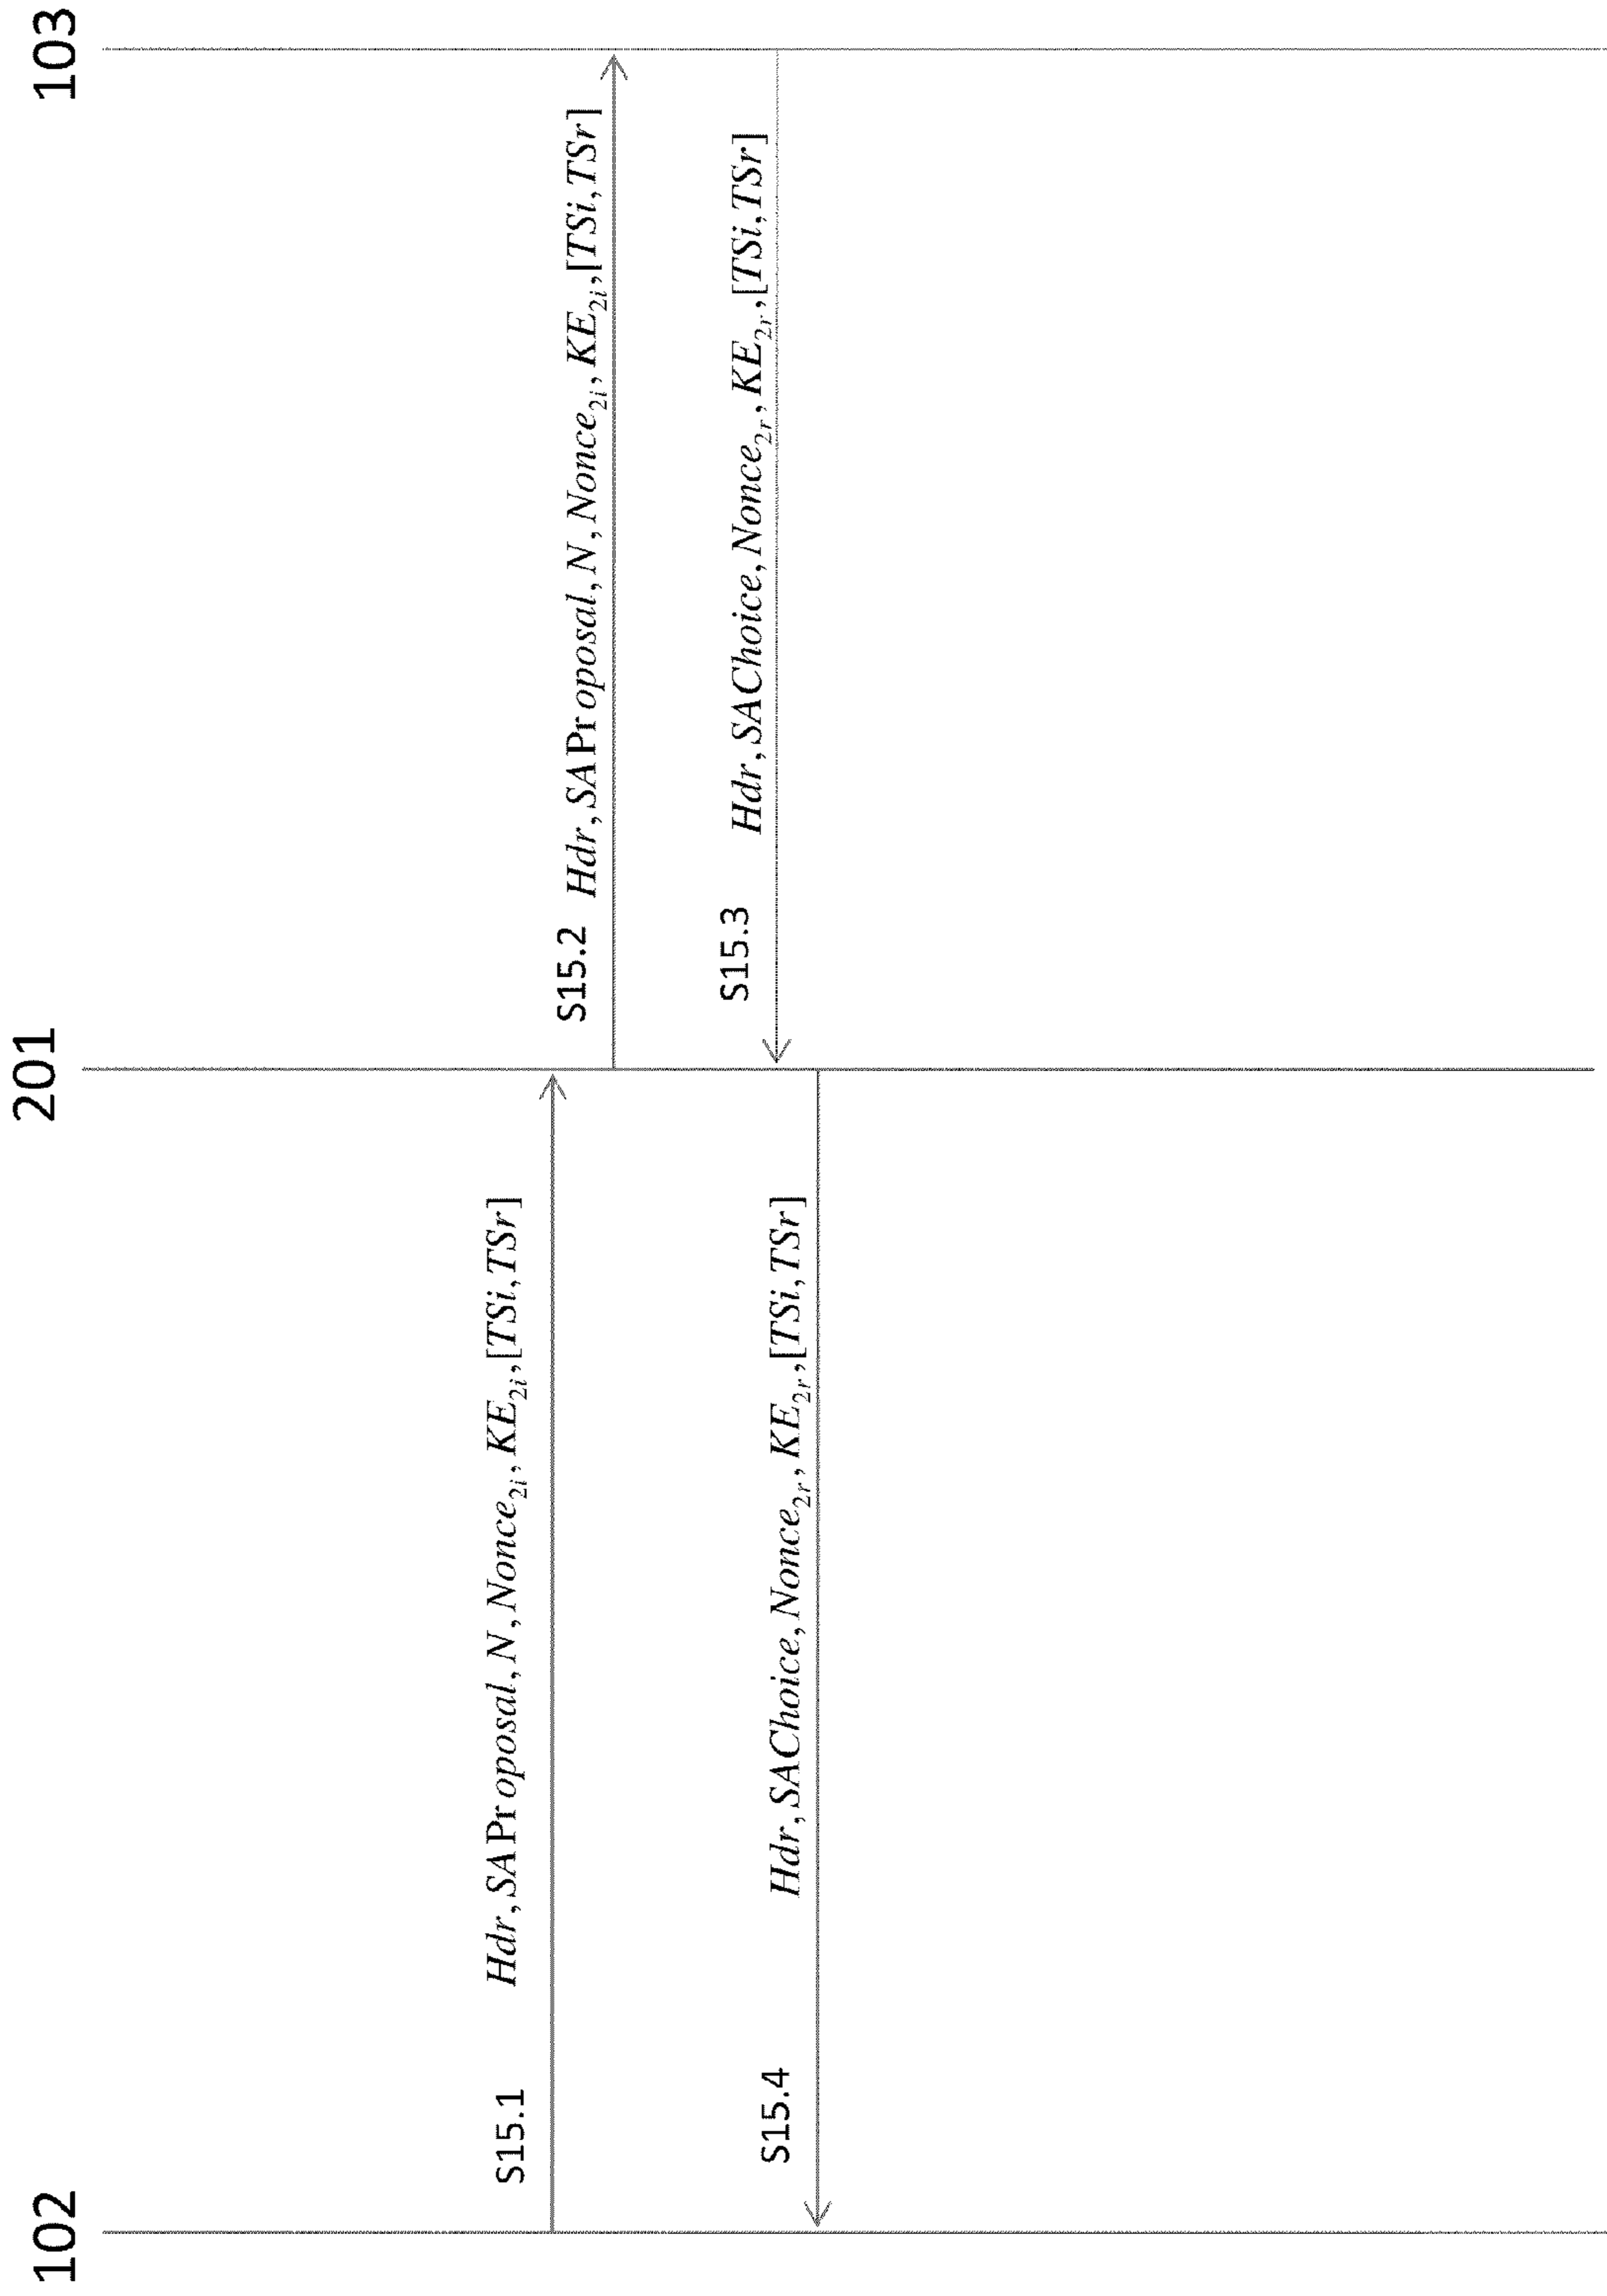 102
201
103
S15.1
Hdr, SAProposal, N, Nonce₂ᵢ, KE₂ᵢ, [TSi, TSr]
S15.2
Hdr, SAProposal, N, Nonce₂ᵢ, KE₂ᵢ, [TSi, TSr]
S15.3
Hdr, SAChoice, Nonce₂ᵣ, KE₂ᵣ, [TSi, TSr]
S15.4
Hdr, SAChoice, Nonce₂ᵣ, KE₂ᵣ, [TSi, TSr]